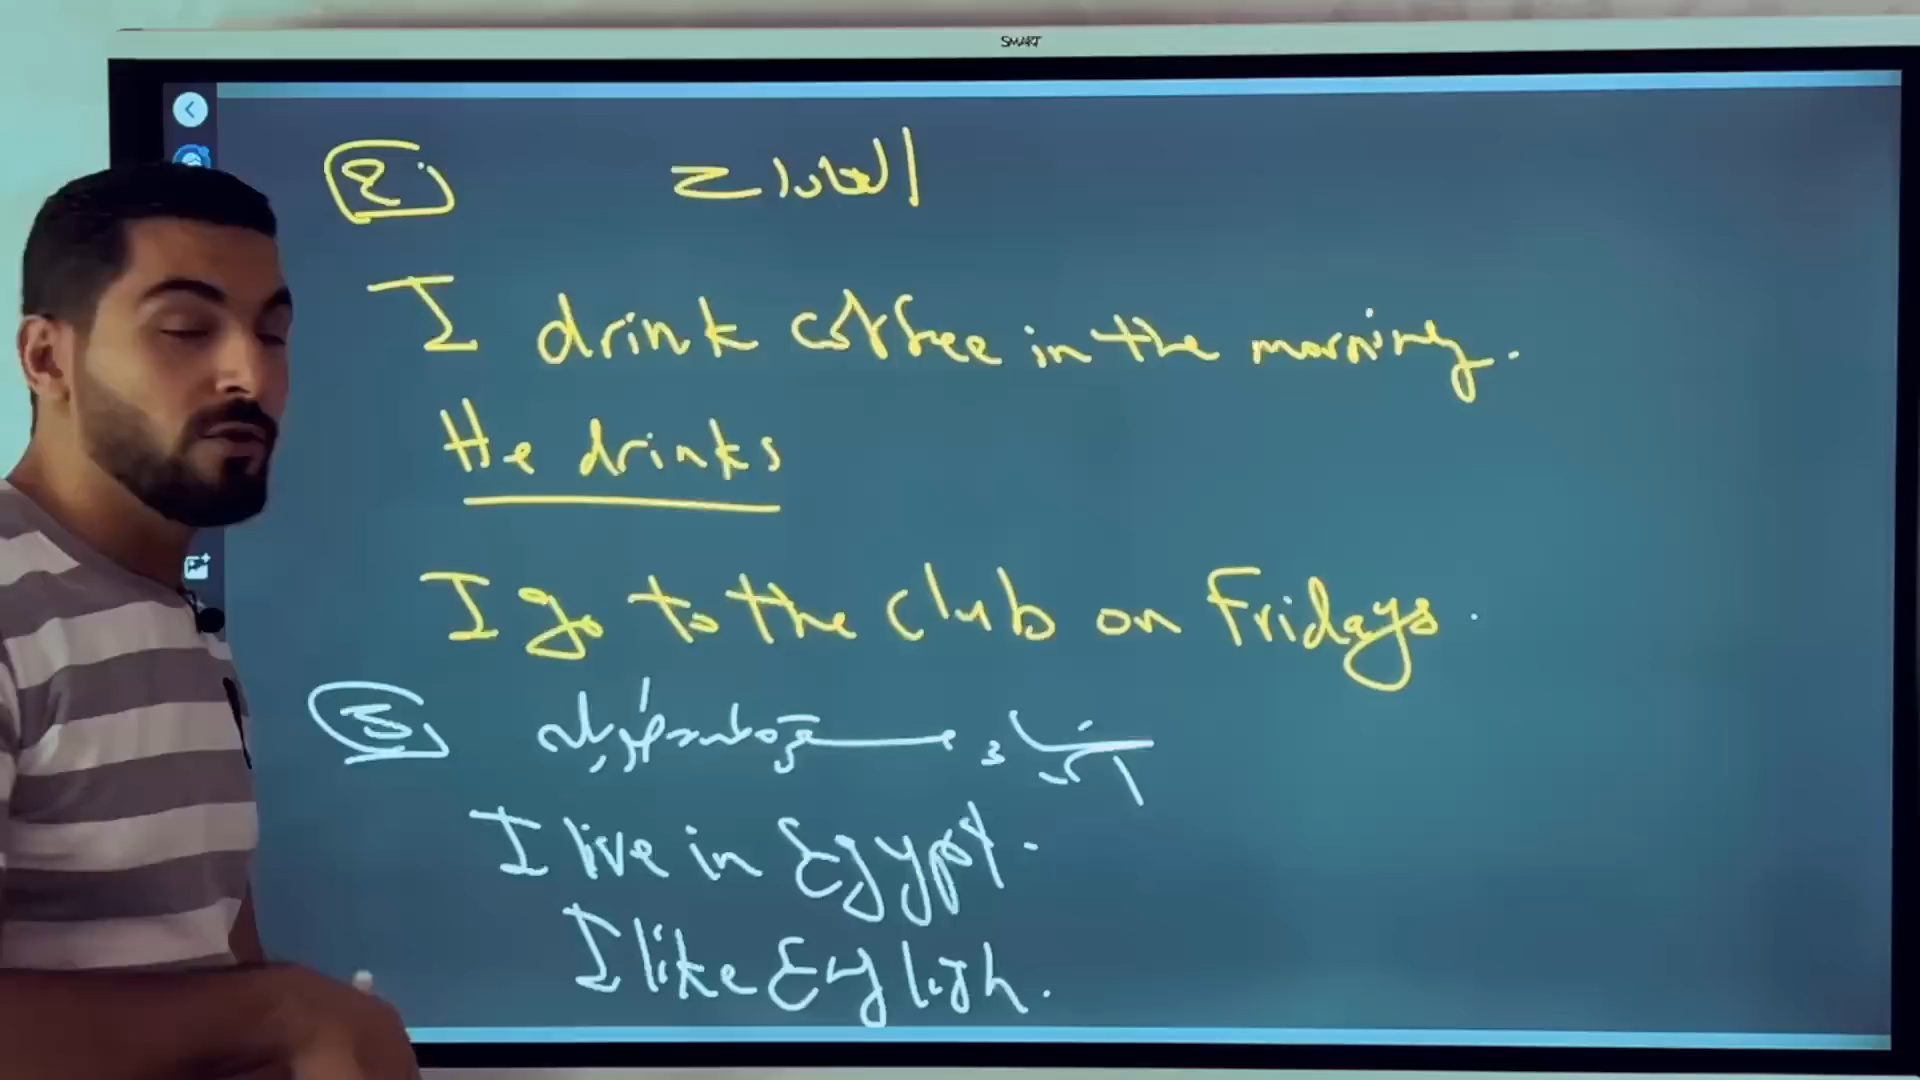 SMART
2 العادات
I drink coffee in the morning.
He drinks
I go to the club on Fridays.
3
I live in Egypt.
I like English.